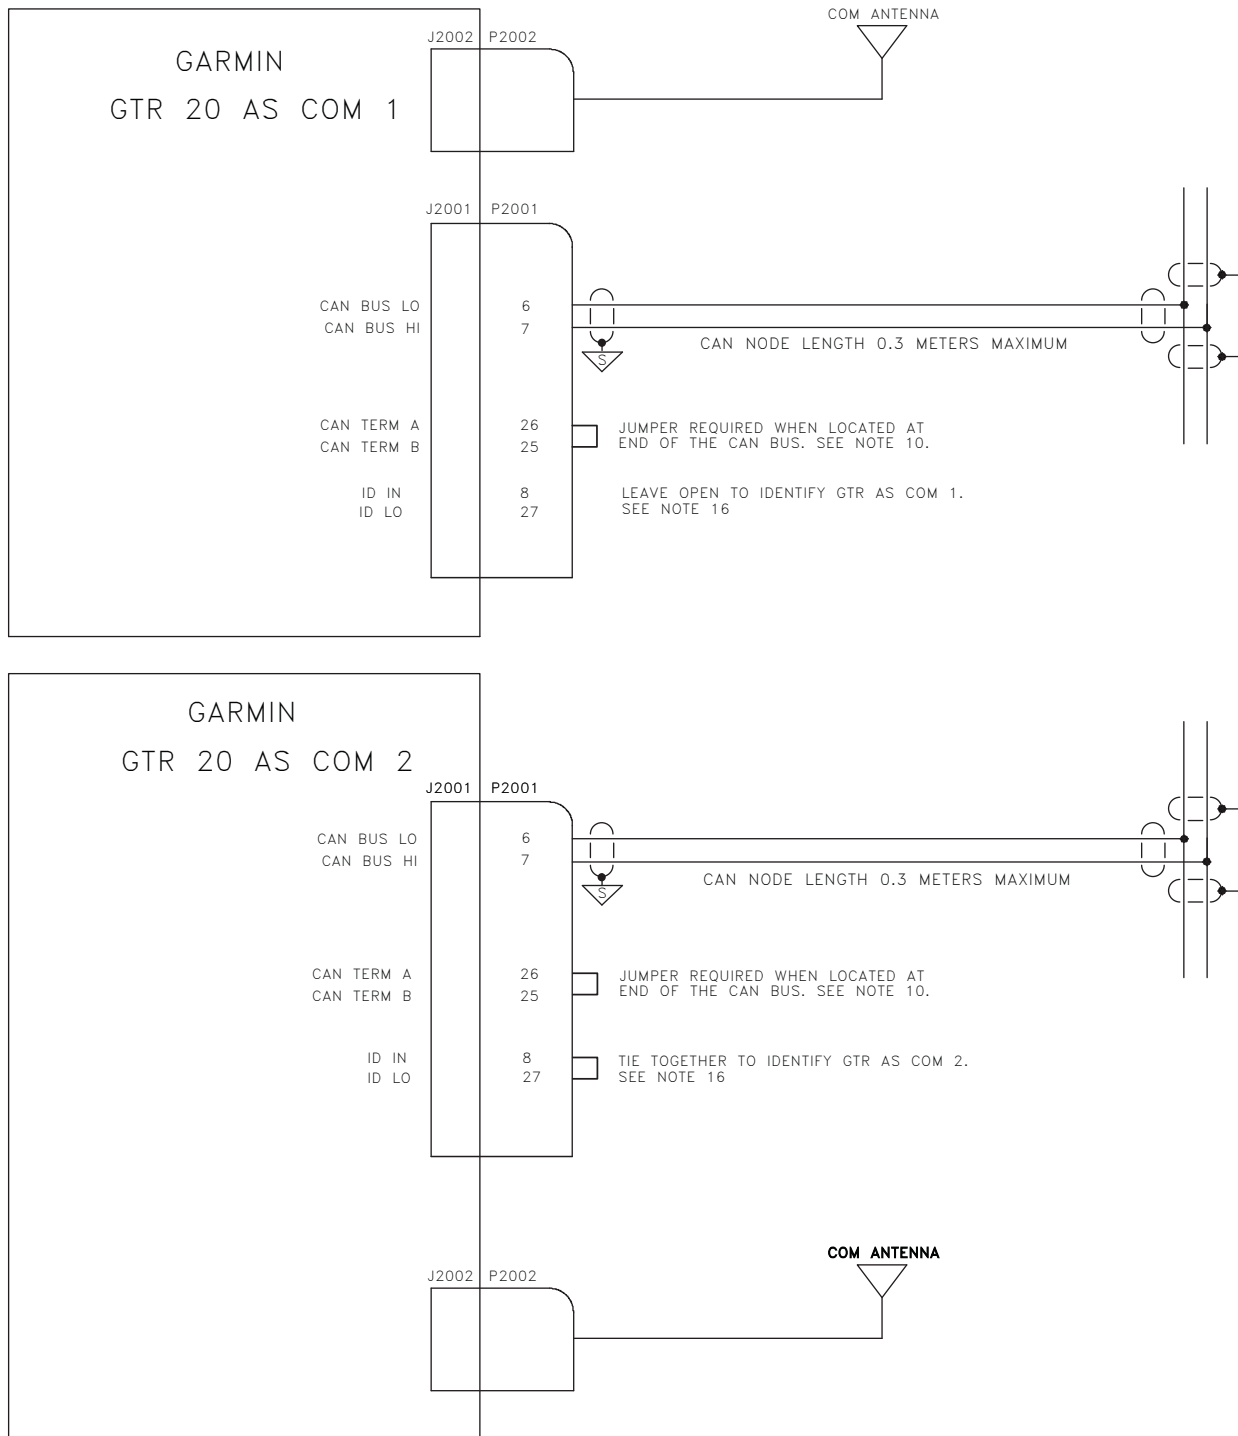 COM ANTENNA
J2002 P2002
GARMIN
GTR 20 AS COM 1
J2001 P2001
CAN BUS LO 6
CAN BUS HI 7
CAN NODE LENGTH 0.3 METERS MAXIMUM
S
CAN TERM A 26 JUMPER REQUIRED WHEN LOCATED AT
CAN TERM B 25 END OF THE CAN BUS. SEE NOTE 10.
ID IN 8 LEAVE OPEN TO IDENTIFY GTR AS COM 1.
ID LO 27 SEE NOTE 16
GARMIN
GTR 20 AS COM 2
J2001 P2001
CAN BUS LO 6
CAN BUS HI 7
CAN NODE LENGTH 0.3 METERS MAXIMUM
S
CAN TERM A 26 JUMPER REQUIRED WHEN LOCATED AT
CAN TERM B 25 END OF THE CAN BUS. SEE NOTE 10.
ID IN 8 TIE TOGETHER TO IDENTIFY GTR AS COM 2.
ID LO 27 SEE NOTE 16
COM ANTENNA
J2002 P2002